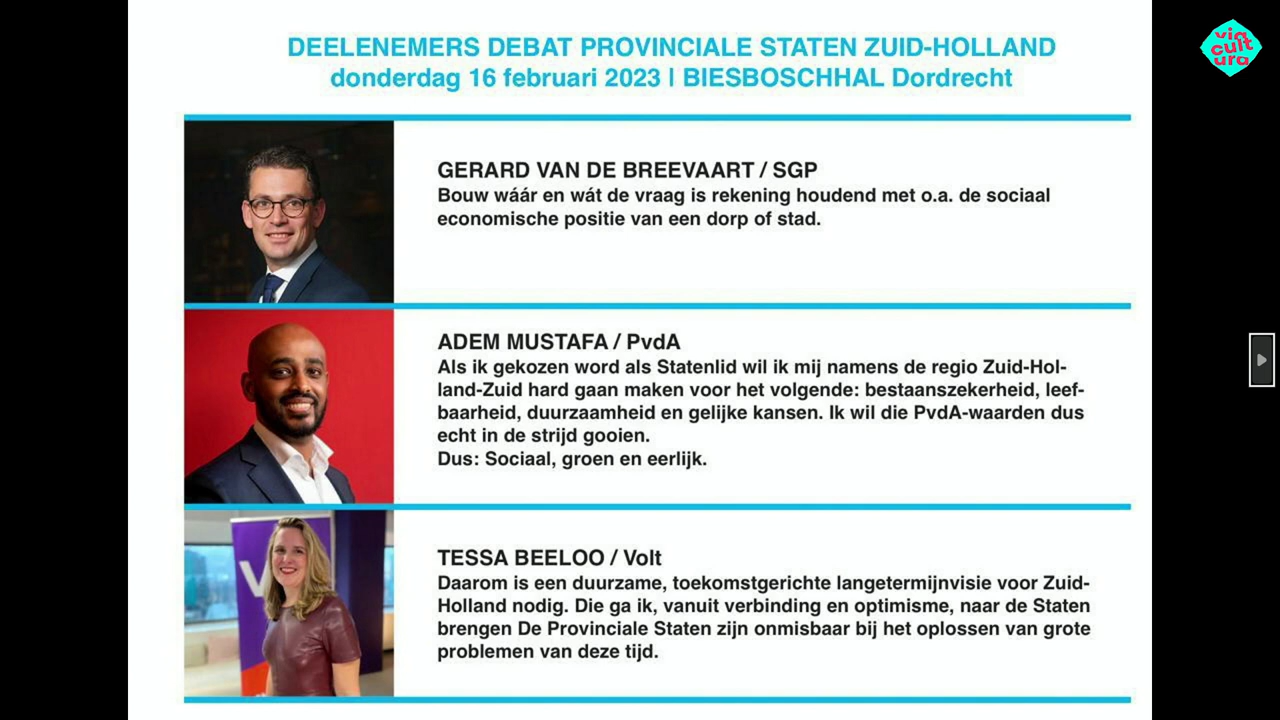 DEELENEMERS DEBAT PROVINCIALE STATEN ZUID-HOLLAND
donderdag 16 februari 2023 | BIESBOSCHHAL Dordrecht
via
cult
ura
GERARD VAN DE BREEVAART / SGP
Bouw wáár en wát de vraag is rekening houdend met o.a. de sociaal
economische positie van een dorp of stad.
ADEM MUSTAFA / PvdA
Als ik gekozen word als Statenlid wil ik mij namens de regio Zuid-Hol-
land-Zuid hard gaan maken voor het volgende: bestaanszekerheid, leef-
baarheid, duurzaamheid en gelijke kansen. Ik wil die PvdA-waarden dus
echt in de strijd gooien.
Dus: Sociaal, groen en eerlijk.
TESSA BEELOO / Volt
Daarom is een duurzame, toekomstgerichte langetermijnvisie voor Zuid-
Holland nodig. Die ga ik, vanuit verbinding en optimisme, naar de Staten
brengen De Provinciale Staten zijn onmisbaar bij het oplossen van grote
problemen van deze tijd.